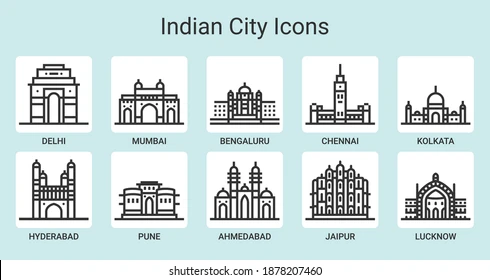 Indian City Icons
DELHI
MUMBAI
BENGALURU
CHENNAI
KOLKATA
HYDERABAD
PUNE
AHMEDABAD
JAIPUR
LUCKNOW
shutterstock.com · 1878207460